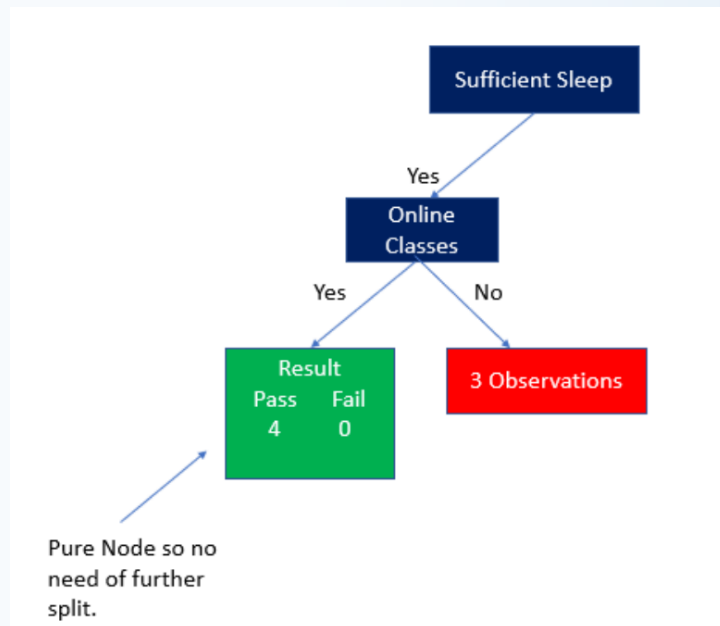 Sufficient Sleep
Yes
Online
Classes
Yes
No
Result
Pass Fail
4 0
3 Observations
Pure Node so no
need of further
split.